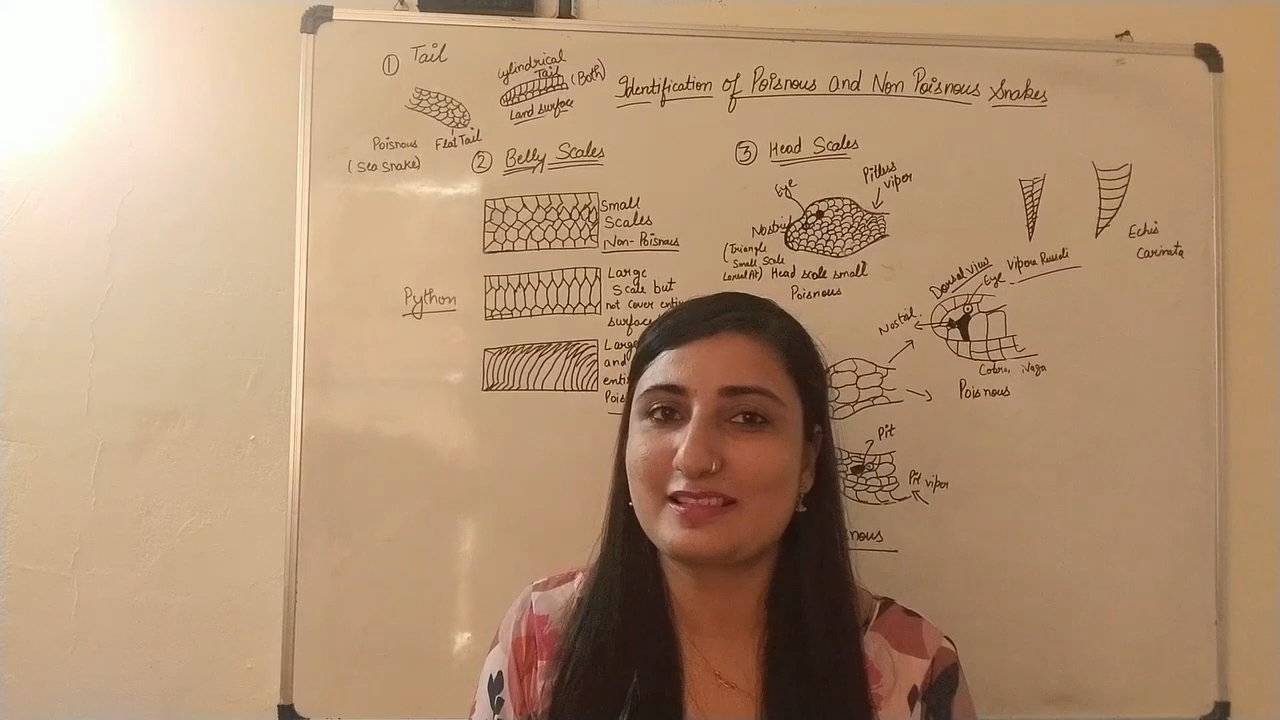 Identification of Poisnous and Non Poisnous Snakes
① Tail
Poisnous
(Sea Snake)
Flat Tail
Cylindrical
Tail
(Both)
Land surface
② Belly Scales
Small
Scales
Non-Poisnous
Python
Large
Scale but
not cover enti
surface
Large
and
enti
Pois
③ Head Scales
Eye
Pitless
viper
Nostril
(Triangle
Small Scale
Head scale small
Poisnous
Echis
Carinata
Dorsal view
Eye
Vipera Russeli
Nostril
Cobra, Naga
Poisnous
Pit
Pit viper
nous